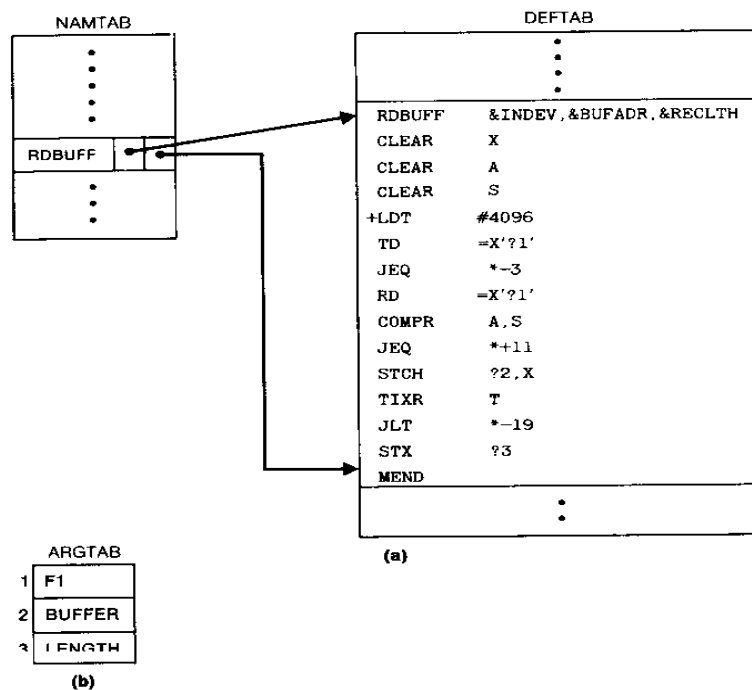 NAMTAB
RDBUFF
DEFTAB
RDBUFF &INDEV,&BUFADR,&RECLTH
CLEAR X
CLEAR A
CLEAR S
+LDT #4096
TD =X'?1'
JEQ *-3
RD =X'?1'
COMPR A,S
JEQ *+11
STCH ?2,X
TIXR T
JLT *-19
STX ?3
MEND
(a)
ARGTAB
1 F1
2 BUFFER
3 LENGTH
(b)